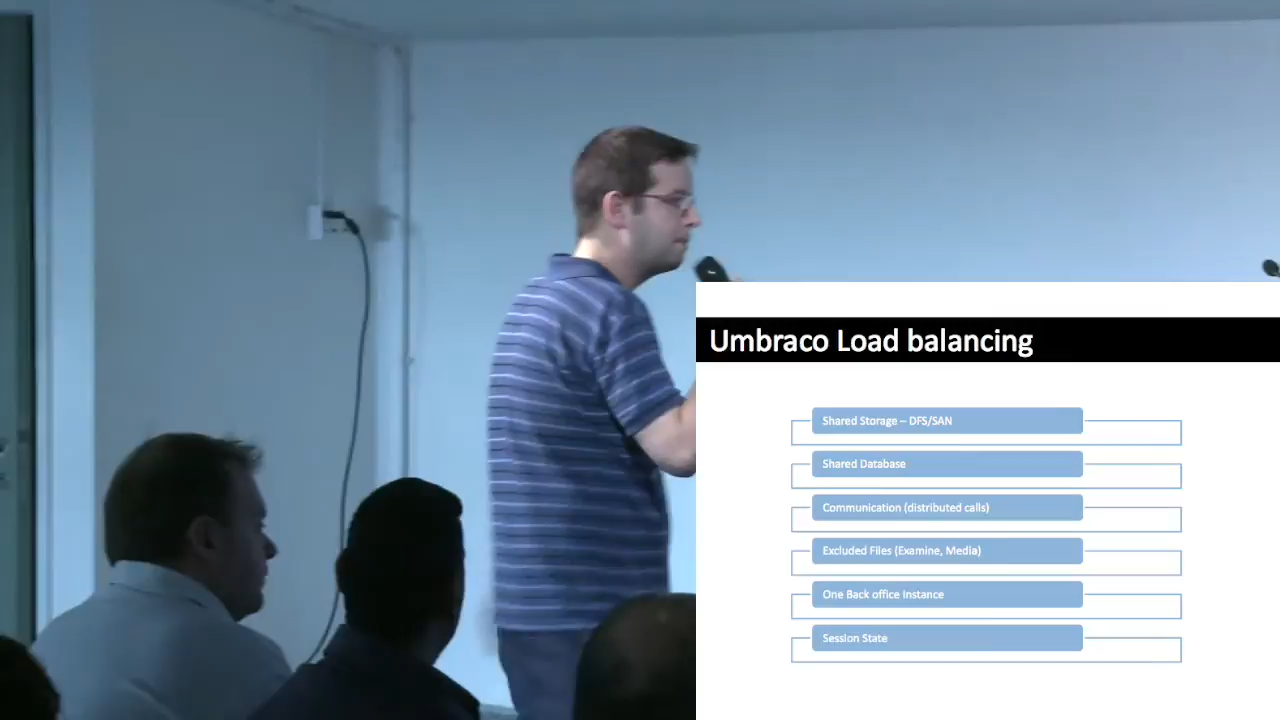 Umbraco Load balancing
Shared Storage – DFS/SAN
Shared Database
Communication (distributed calls)
Excluded Files (Examine, Media)
One Back office Instance
Session State